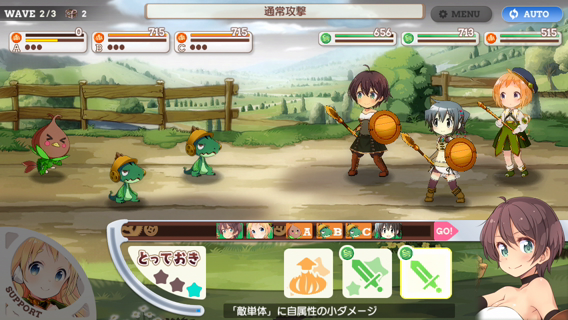 WAVE 2/3 2
通常攻撃
MENU
AUTO
A 0
B 715
C 715
656
713
515
A B C GO!
とっておき
SUPPORT
「敵単体」に自属性の小ダメージ